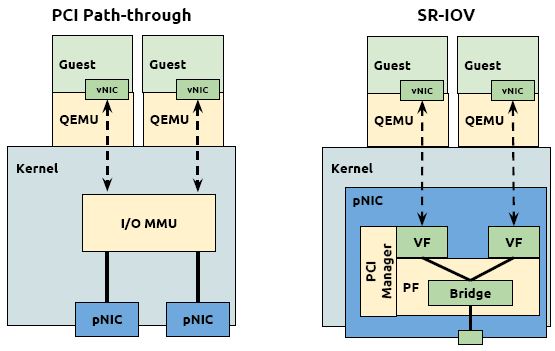 PCI Path-through
Guest
vNIC
QEMU
Guest
vNIC
QEMU
Kernel
I/O MMU
pNIC
pNIC
SR-IOV
Guest
vNIC
QEMU
Guest
vNIC
QEMU
Kernel
pNIC
PCI
Manager
VF
VF
PF
Bridge